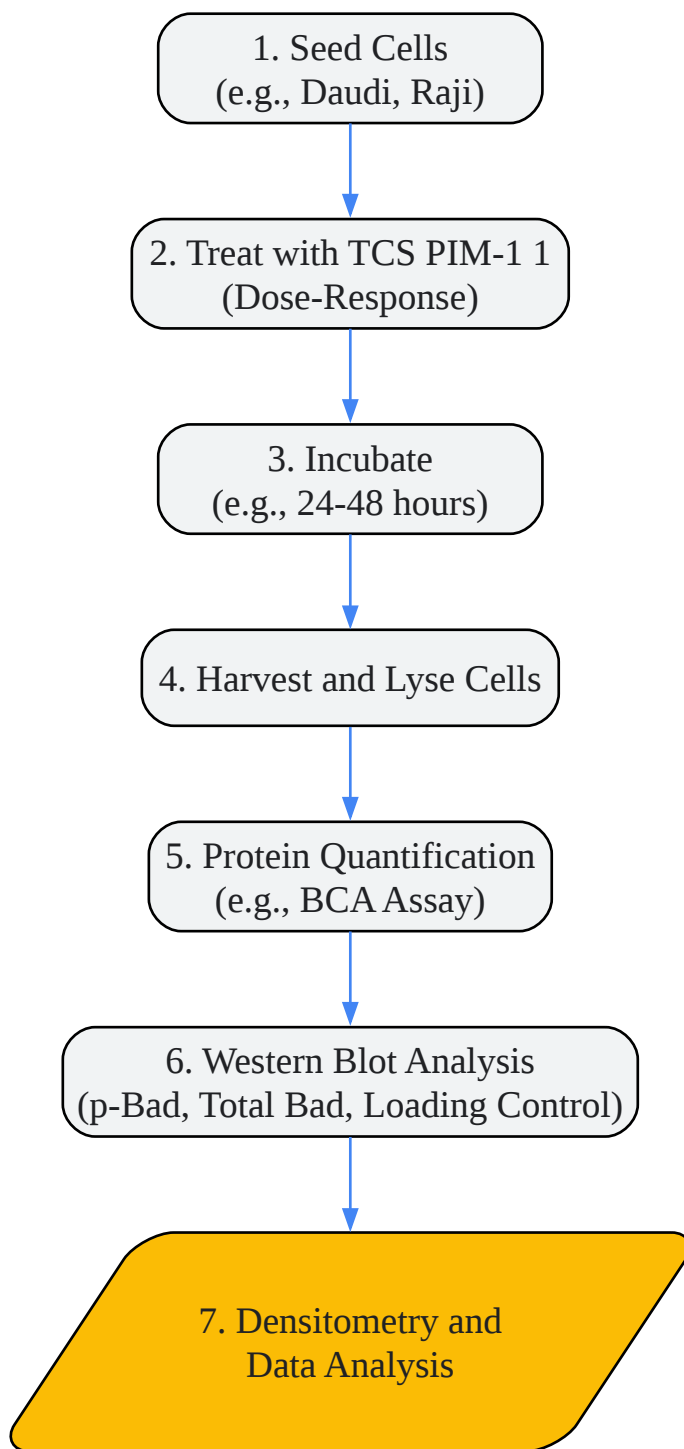 1. Seed Cells
(e.g., Daudi, Raji)
2. Treat with TCS PIM-1 1
(Dose-Response)
3. Incubate
(e.g., 24-48 hours)
4. Harvest and Lyse Cells
5. Protein Quantification
(e.g., BCA Assay)
6. Western Blot Analysis
(p-Bad, Total Bad, Loading Control)
7. Densitometry and
Data Analysis